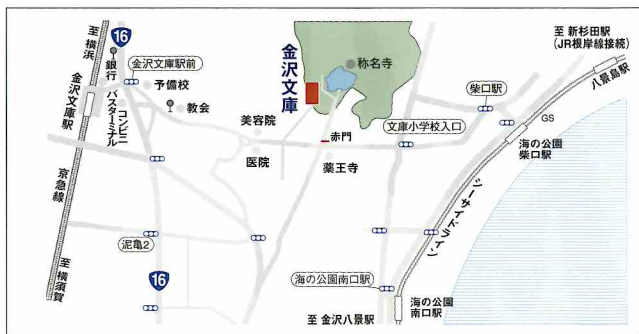 至横浜
16
金沢文庫駅前
銀行
バスターミナル
コンビニ
予備校
教会
金沢文庫駅
京急線
至横須賀
泥亀2
16
金沢文庫
称名寺
美容院
医院
赤門
薬王寺
文庫小学校入口
柴口駅
至 新杉田駅
(JR根岸線接続)
八景島駅
GS
海の公園
柴口駅
シーサイドライン
海の公園南口駅
海の公園
南口駅
至 金沢八景駅